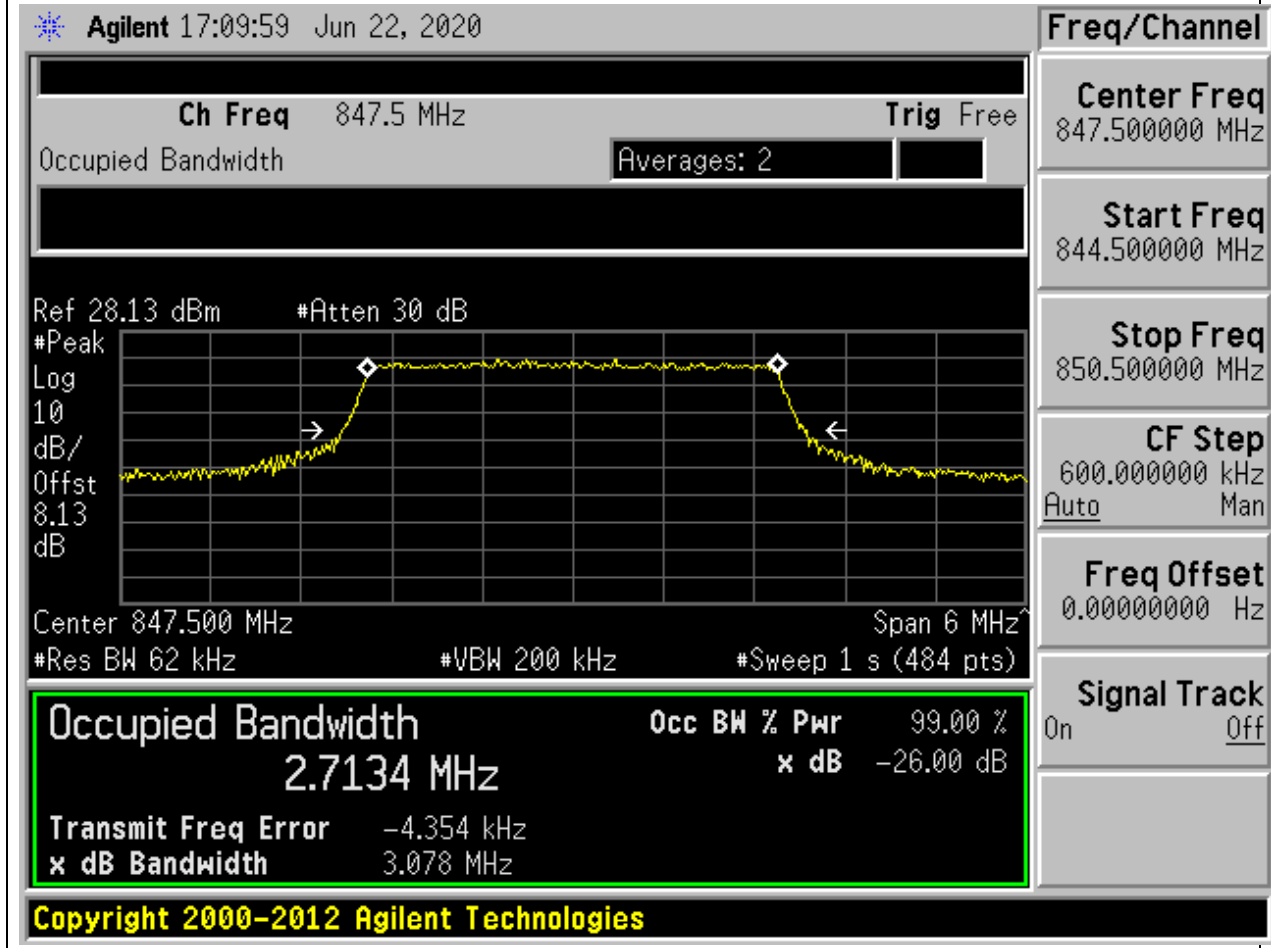 Agilent 17:09:59 Jun 22, 2020
Ch Freq 847.5 MHz Trig Free
Occupied Bandwidth Averages: 2
Ref 28.13 dBm #Atten 30 dB
#Peak
Log
10
dB/
Offst
8.13
dB
Center 847.500 MHz Span 6 MHz^
#Res BW 62 kHz #VBW 200 kHz #Sweep 1 s (484 pts)
Occupied Bandwidth Occ BW % Pwr 99.00 %
2.7134 MHz x dB -26.00 dB
Transmit Freq Error -4.354 kHz
x dB Bandwidth 3.078 MHz
Copyright 2000-2012 Agilent Technologies
Freq/Channel
Center Freq
847.500000 MHz
Start Freq
844.500000 MHz
Stop Freq
850.500000 MHz
CF Step
600.000000 kHz
Auto Man
Freq Offset
0.00000000 Hz
Signal Track
On Off